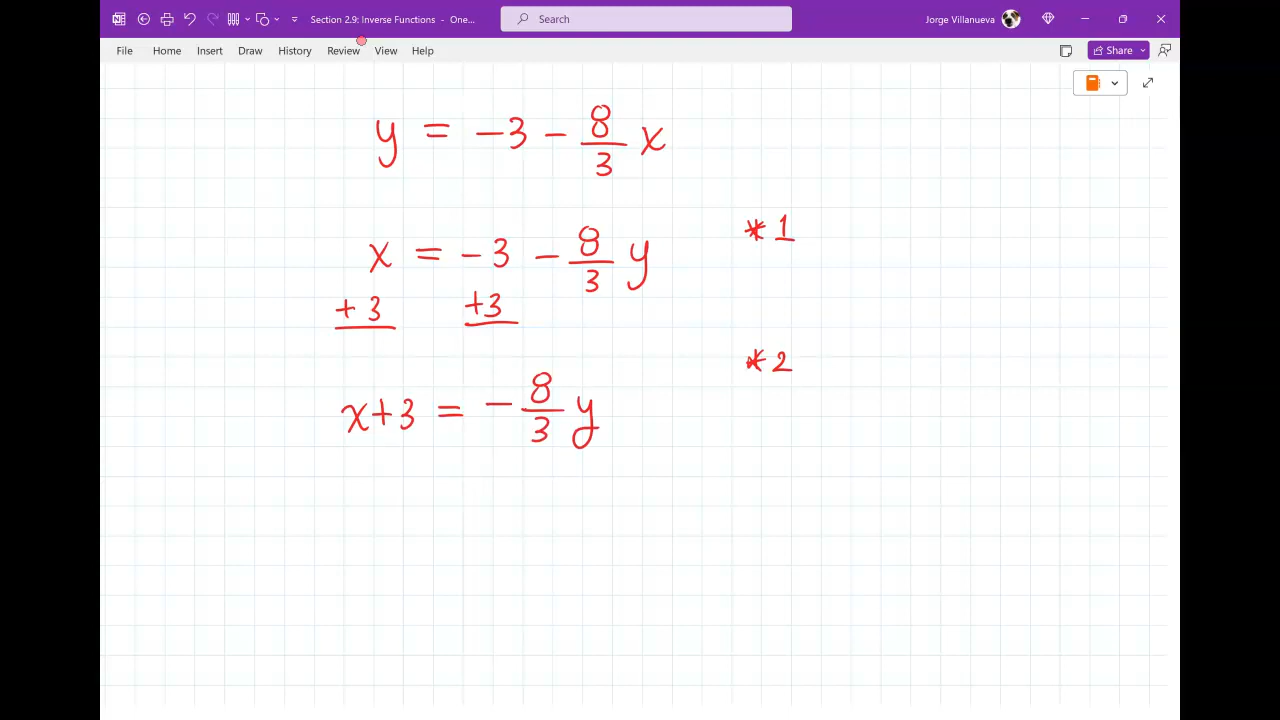 Section 2.9: Inverse Functions - One...
Search
Jorge Villanueva
File Home Insert Draw History Review View Help
Share
y = -3 - 8/3 x
x = -3 - 8/3 y *1
+3 +3
*2
x+3 = - 8/3 y